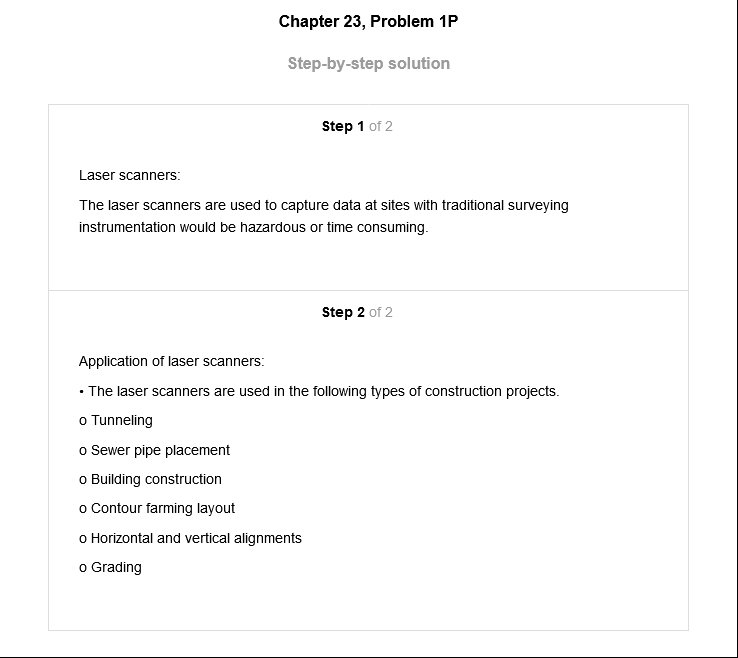 Chapter 23, Problem 1P
Step-by-step solution
Step 1 of 2
Laser scanners:
The laser scanners are used to capture data at sites with traditional surveying
instrumentation would be hazardous or time consuming.
Step 2 of 2
Application of laser scanners:
• The laser scanners are used in the following types of construction projects.
o Tunneling
o Sewer pipe placement
o Building construction
o Contour farming layout
o Horizontal and vertical alignments
o Grading